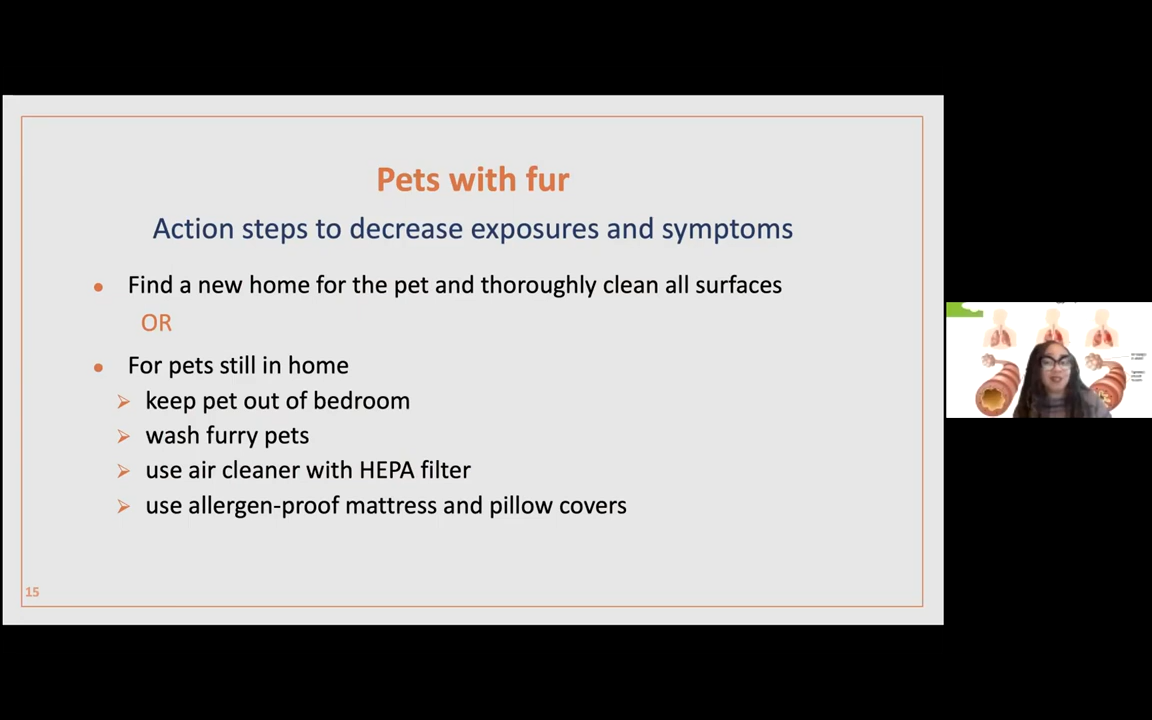 Pets with fur
Action steps to decrease exposures and symptoms
• Find a new home for the pet and thoroughly clean all surfaces
OR
• For pets still in home
➢ keep pet out of bedroom
➢ wash furry pets
➢ use air cleaner with HEPA filter
➢ use allergen-proof mattress and pillow covers
15